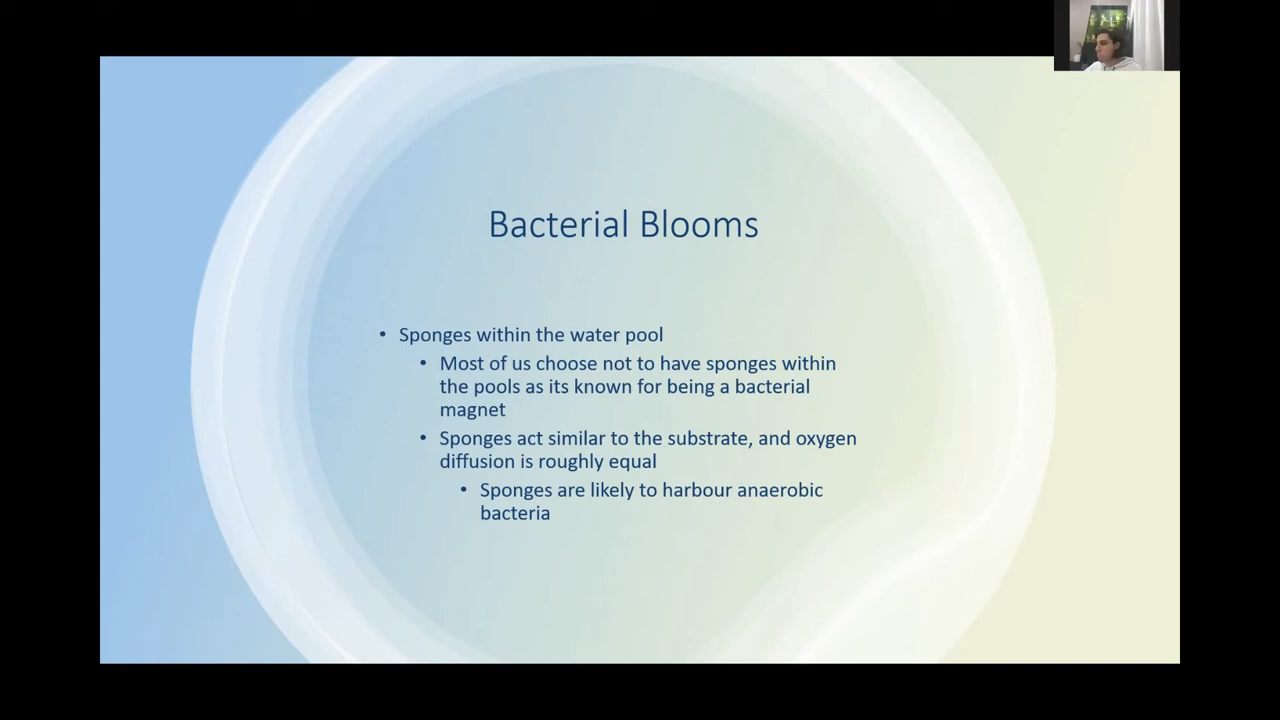 Bacterial Blooms
• Sponges within the water pool
• Most of us choose not to have sponges within
the pools as its known for being a bacterial
magnet
• Sponges act similar to the substrate, and oxygen
diffusion is roughly equal
• Sponges are likely to harbour anaerobic
bacteria